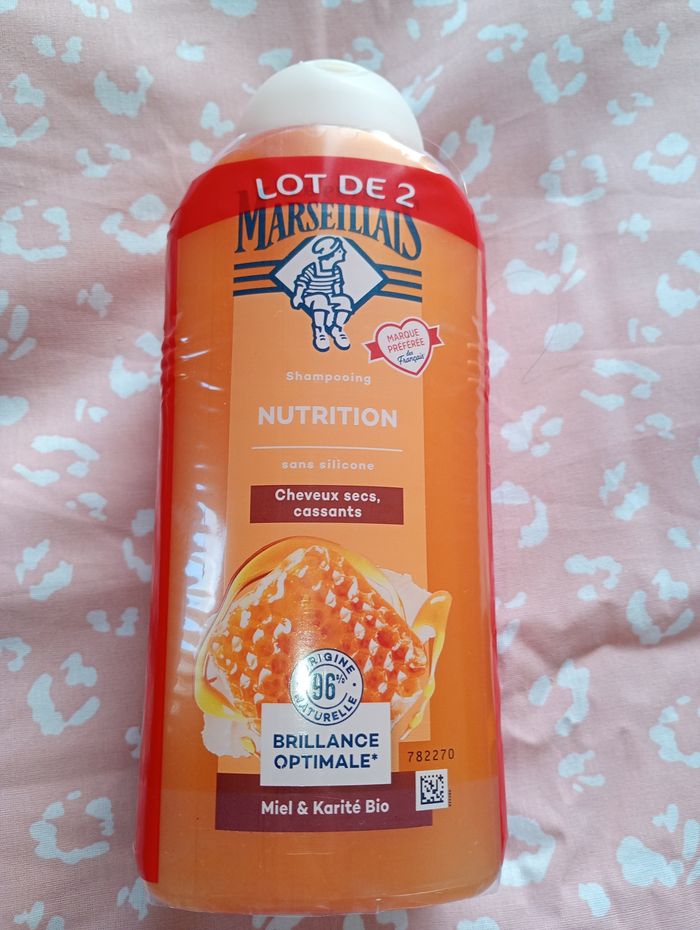 LOT DE 2
MARSEILLAIS
MARQUE
PRÉFÉRÉE
des
Français
Shampooing
NUTRITION
sans silicone
Cheveux secs,
cassants
ORIGINE
96%
NATURELLE
BRILLANCE
OPTIMALE*
782270
Miel & Karité Bio